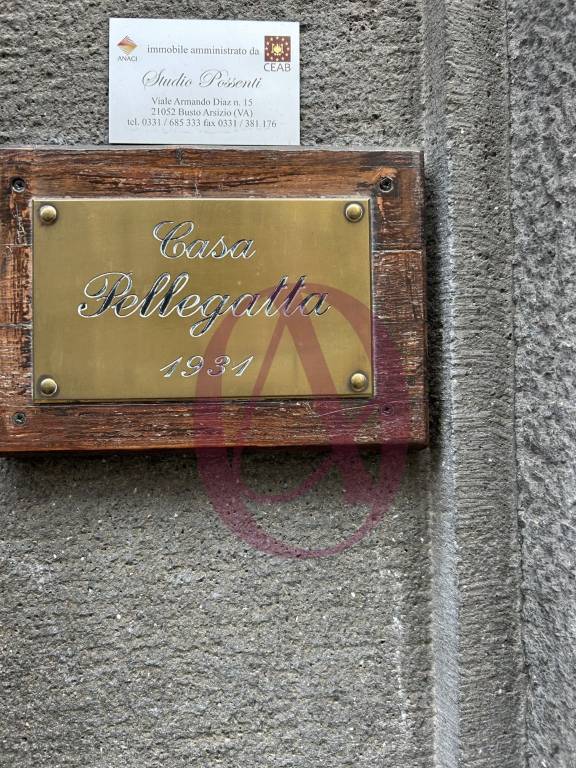 ANACI
immobile amministrato da
CEAB
Studio Possenti
Viale Armando Diaz n. 15
21052 Busto Arsizio (VA)
tel. 0331 / 685 333 fax 0331 / 381 176
Casa
Pellegatta
1931